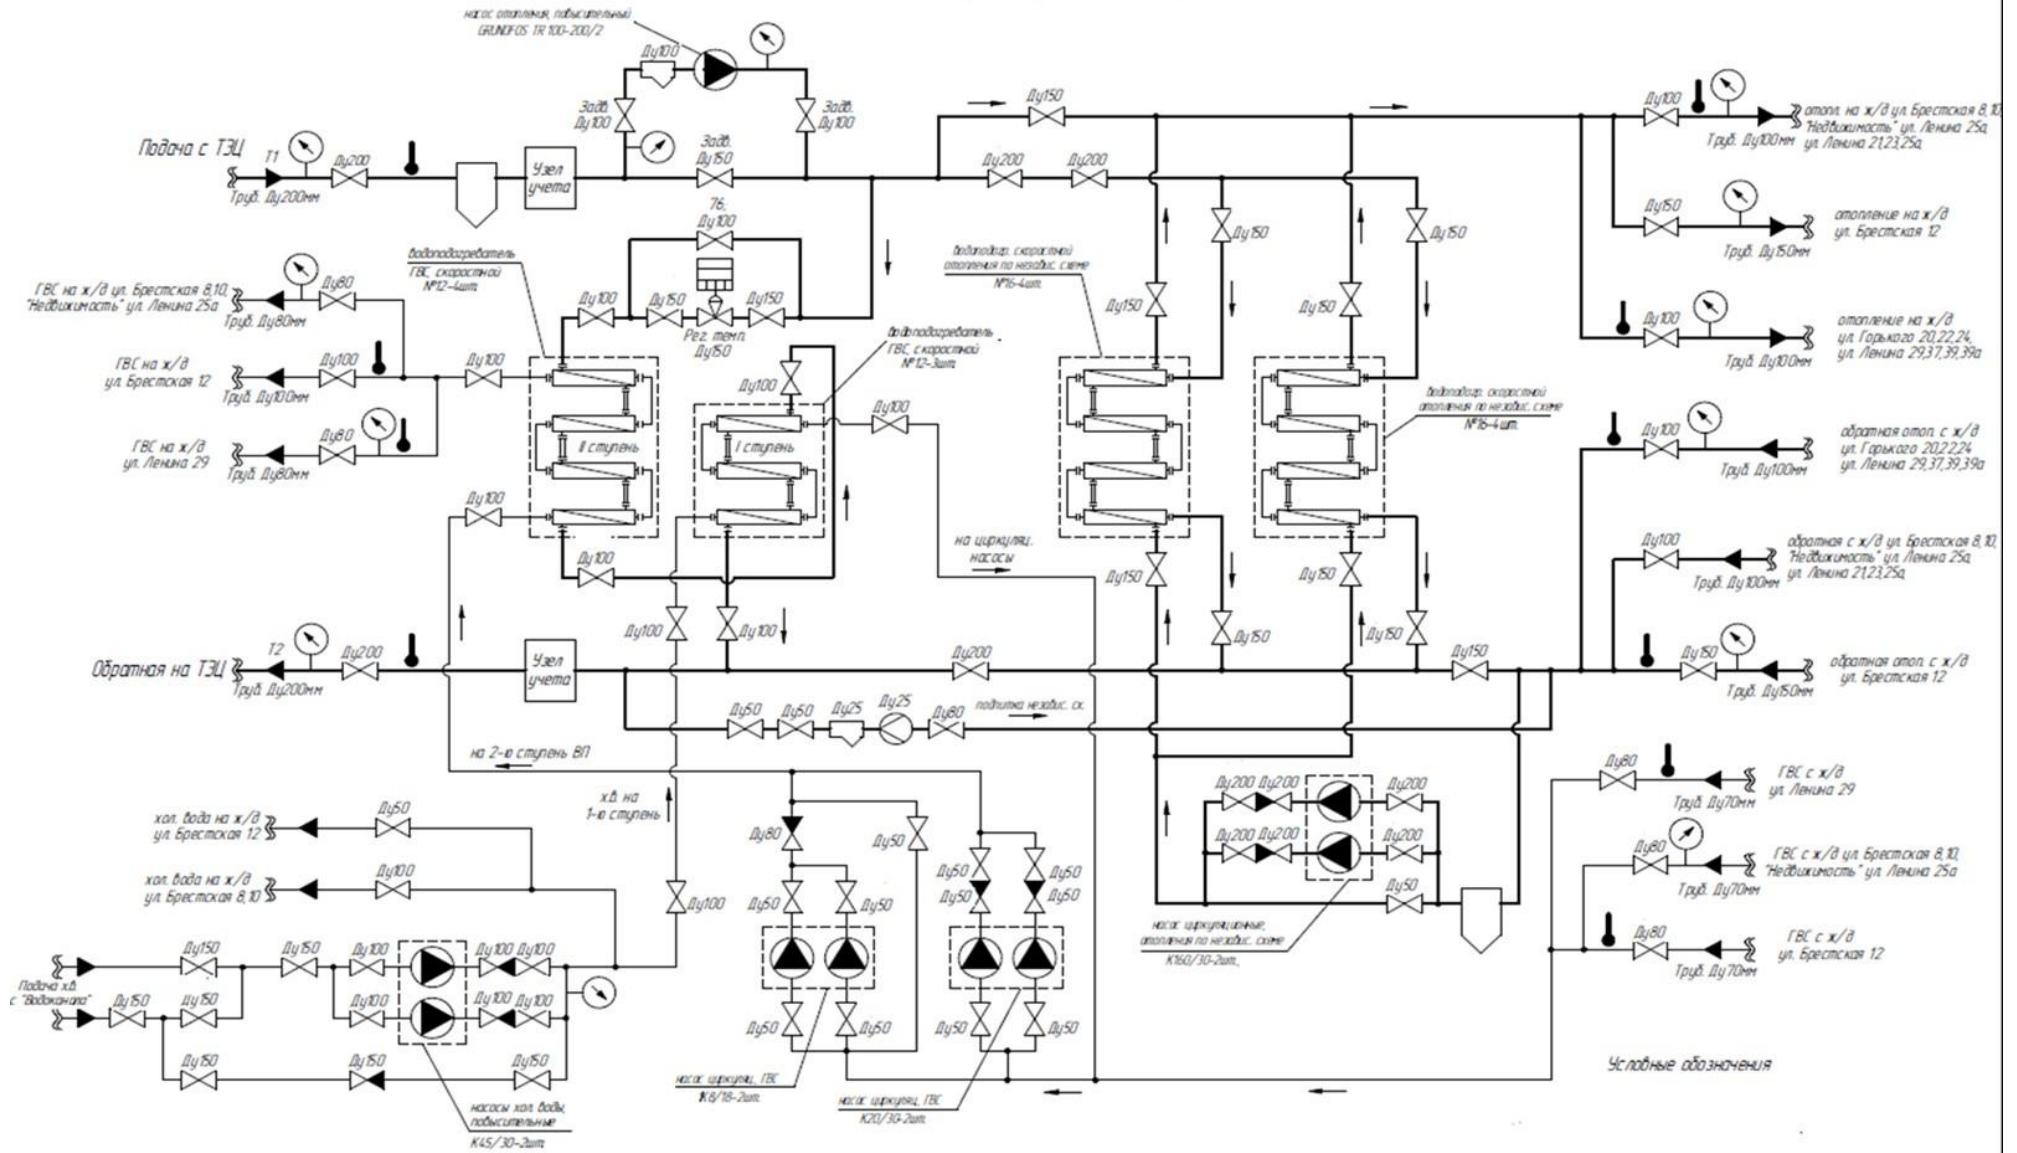 насос отопления, повысительный
GRUNDFOS TR 100-200/2
Ду100
Задв.
Ду100
Задв.
Ду100
Подача с ТЭЦ
Т1
Ду200
Труб. Ду200мм
Узел
учета
Задв.
Ду150
Ду150
Ду200
Ду200
Ду100
Труб. Ду100мм
отопл. на ж/д ул. Брестская 8,10,
"Недвижимость" ул. Ленина 25а,
ул. Ленина 21,23,25а,
Ду150
Труб. Ду150мм
отопление на ж/д
ул. Брестская 12
76,
Ду100
Ду150
Ду150
водоподогреватель
ГВС, скоростной
№12-4шт.
водоподогр. скоростной
отопления по независ. схеме
№16-4шт.
Ду80
ГВС на ж/д ул. Брестская 8,10,
"Недвижимость" ул. Ленина 25а
Труб. Ду80мм
Ду100
Ду150
Ду150
Рег. темп.
Ду150
водоподогреватель
ГВС, скоростной
№12-3шт.
Ду150
Ду150
Ду100
Труб. Ду100мм
отопление на ж/д
ул. Горького 20,22,24,
ул. Ленина 29,37,39,39а
ГВС на ж/д
ул. Брестская 12
Ду100
Труб. Ду100мм
Ду100
Ду100
Ду100
водоподогр. скоростной
отопления по независ. схеме
№16-4шт.
ГВС на ж/д
ул. Ленина 29
Ду80
Труб. Ду80мм
II ступень
I ступень
Ду100
Труб. Ду100мм
обратная отоп. с ж/д
ул. Горького 20,22,24
ул. Ленина 29,37,39,39а
Ду100
Ду100
на циркуляц.
насосы
Ду150
Ду150
Ду100
Труб. Ду100мм
обратная с ж/д ул. Брестская 8,10,
"Недвижимость" ул. Ленина 25а,
ул. Ленина 21,23,25а,
Ду100
Ду100
Ду150
Ду150
Обратная на ТЭЦ
Т2
Ду200
Труб. Ду200мм
Узел
учета
Ду200
Ду150
Ду150
Труб. Ду150мм
обратная отоп. с ж/д
ул. Брестская 12
Ду50
Ду50
Ду25
Ду25
Ду80
подпитка независ. сх.
на 2-ю ступень ВП
х.в. на
1-ю ступень
Ду200
Ду200
Ду200
Ду200
Ду200
Ду200
Ду50
насос циркуляционные,
отопления по независ. схеме
К160/30-2шт.,
Ду80
Труб. Ду70мм
ГВС с ж/д
ул. Ленина 29
Ду80
Труб. Ду70мм
ГВС с ж/д ул. Брестская 8,10,
"Недвижимость" ул. Ленина 25а
Ду80
Труб. Ду70мм
ГВС с ж/д
ул. Брестская 12
хол. вода на ж/д
ул. Брестская 12
Ду50
хол. вода на ж/д
ул. Брестская 8,10
Ду100
Ду100
Ду80
Ду50
Ду50
Ду50
Ду50
Ду50
Ду50
Ду50
Ду150
Ду150
Ду100
Ду100
Ду100
Подача х.в.
с "Водоканала"
Ду150
Ду150
Ду100
Ду100
Ду100
Ду50
Ду50
Ду50
Ду50
Ду150
Ду150
Ду150
насосы хол. воды,
повысительные
К45/30-2шт.
насос циркуляц., ГВС
1К8/18-2шт.
насос циркуляц., ГВС
К20/30-2шт.
Условные обозначения